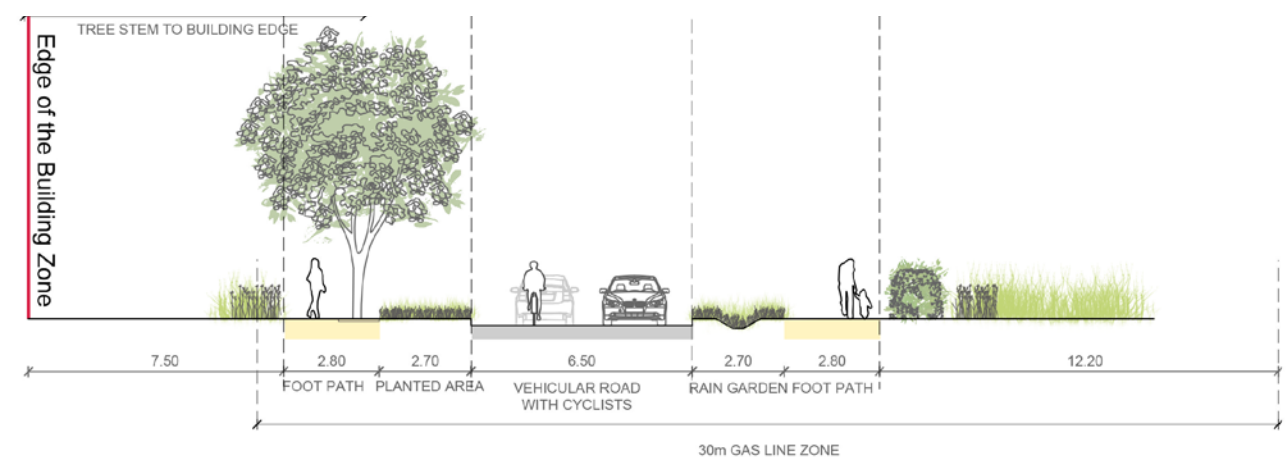 TREE STEM TO BUILDING EDGE
Edge of the Building Zone
7.50
2.80
2.70
6.50
2.70
2.80
12.20
FOOT PATH
PLANTED AREA
VEHICULAR ROAD
WITH CYCLISTS
RAIN GARDEN
FOOT PATH
30m GAS LINE ZONE